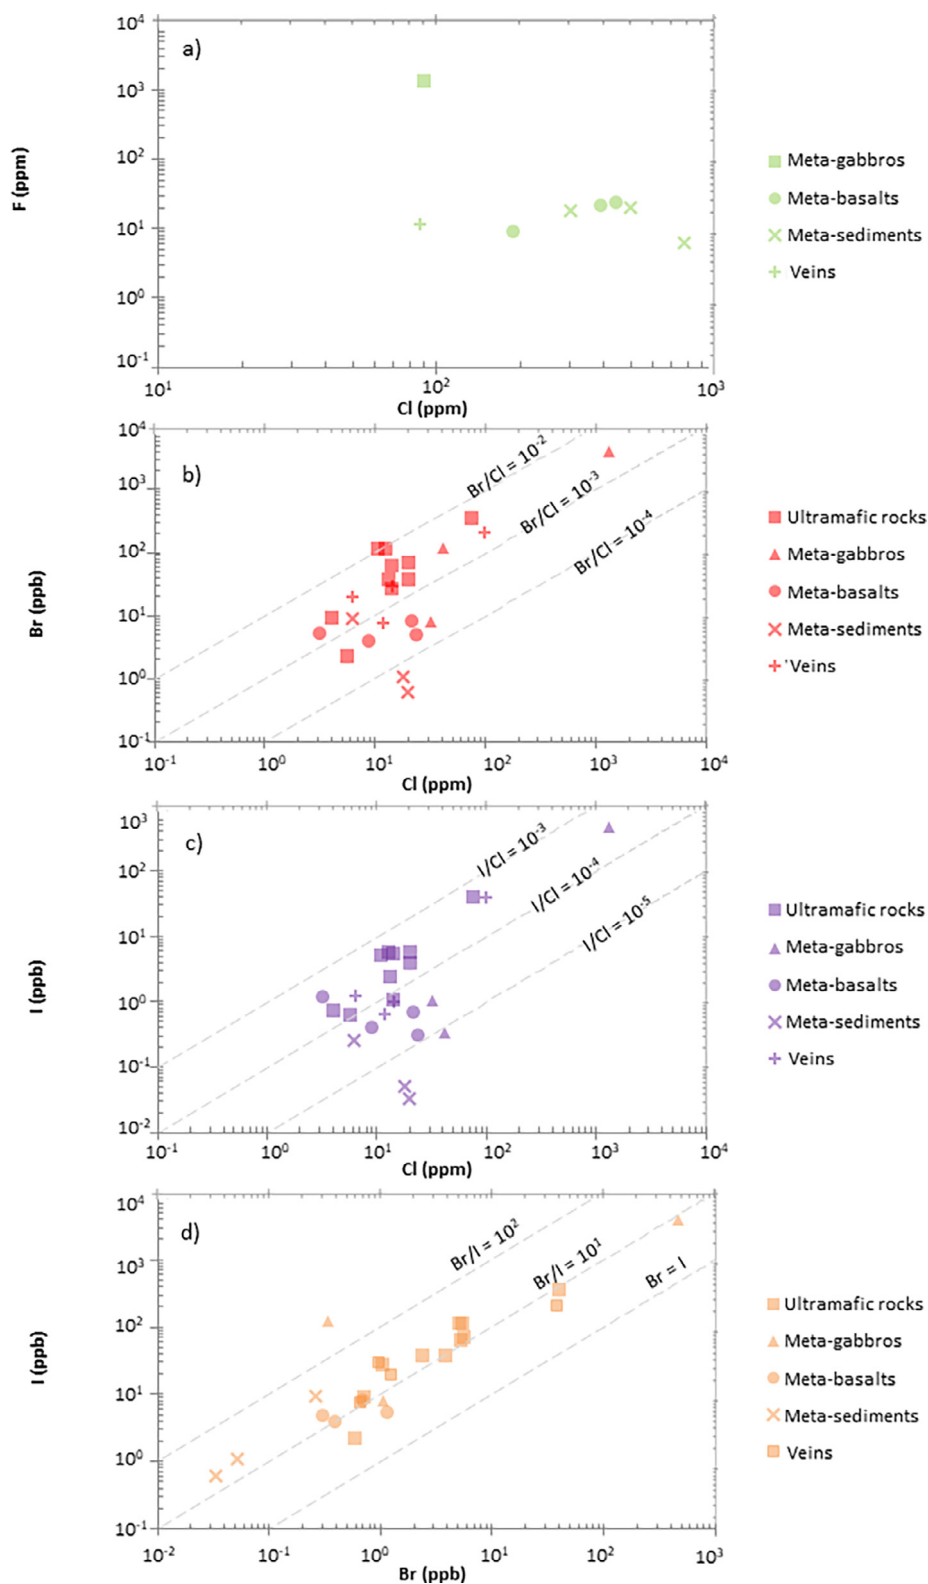 a)
10⁴
10³
10²
10¹
10⁰
10⁻¹
F (ppm)
10¹
10²
10³
Cl (ppm)
Meta-gabbros
Meta-basalts
Meta-sediments
Veins
b)
10⁴
10³
10²
10¹
10⁰
10⁻¹
Br (ppb)
Br/Cl = 10⁻²
Br/Cl = 10⁻³
Br/Cl = 10⁻⁴
10⁻¹
10⁰
10¹
10²
10³
10⁴
Cl (ppm)
Ultramafic rocks
Meta-gabbros
Meta-basalts
Meta-sediments
'Veins
c)
10³
10²
10¹
10⁰
10⁻¹
10⁻²
I (ppb)
I/Cl = 10⁻³
I/Cl = 10⁻⁴
I/Cl = 10⁻⁵
10⁻¹
10⁰
10¹
10²
10³
10⁴
Cl (ppm)
Ultramafic rocks
Meta-gabbros
Meta-basalts
Meta-sediments
Veins
d)
10⁴
10³
10²
10¹
10⁰
10⁻¹
I (ppb)
Br/I = 10²
Br/I = 10¹
Br = I
10⁻²
10⁻¹
10⁰
10¹
10²
10³
Br (ppb)
Ultramafic rocks
Meta-gabbros
Meta-basalts
Meta-sediments
Veins